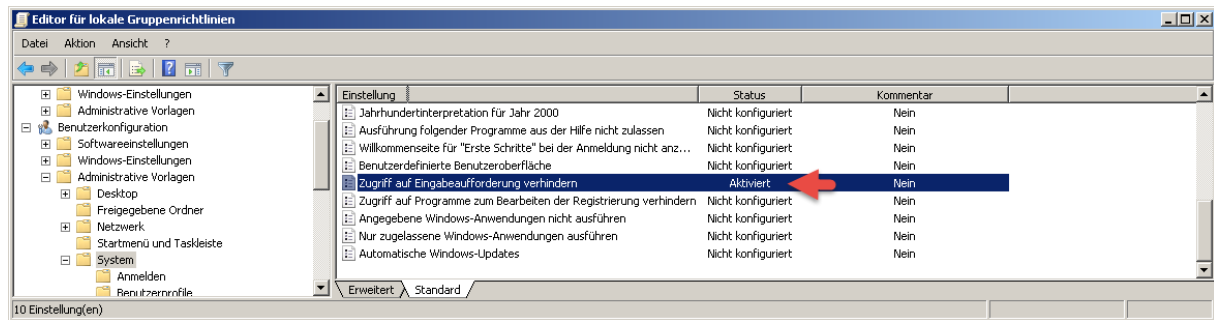 Editor für lokale Gruppenrichtlinien
Datei Aktion Ansicht ?
Windows-Einstellungen
Administrative Vorlagen
Benutzerkonfiguration
Softwareeinstellungen
Windows-Einstellungen
Administrative Vorlagen
Desktop
Freigegebene Ordner
Netzwerk
Startmenü und Taskleiste
System
Anmelden
Benutzerprofile
Einstellung Status Kommentar
Jahrhundertinterpretation für Jahr 2000 Nicht konfiguriert Nein
Ausführung folgender Programme aus der Hilfe nicht zulassen Nicht konfiguriert Nein
Willkommenseite für "Erste Schritte" bei der Anmeldung nicht anz... Nicht konfiguriert Nein
Benutzerdefinierte Benutzeroberfläche Nicht konfiguriert Nein
Zugriff auf Eingabeaufforderung verhindern Aktiviert Nein
Zugriff auf Programme zum Bearbeiten der Registrierung verhindern Nicht konfiguriert Nein
Angegebene Windows-Anwendungen nicht ausführen Nicht konfiguriert Nein
Nur zugelassene Windows-Anwendungen ausführen Nicht konfiguriert Nein
Automatische Windows-Updates Nicht konfiguriert Nein
Erweitert Standard
10 Einstellung(en)